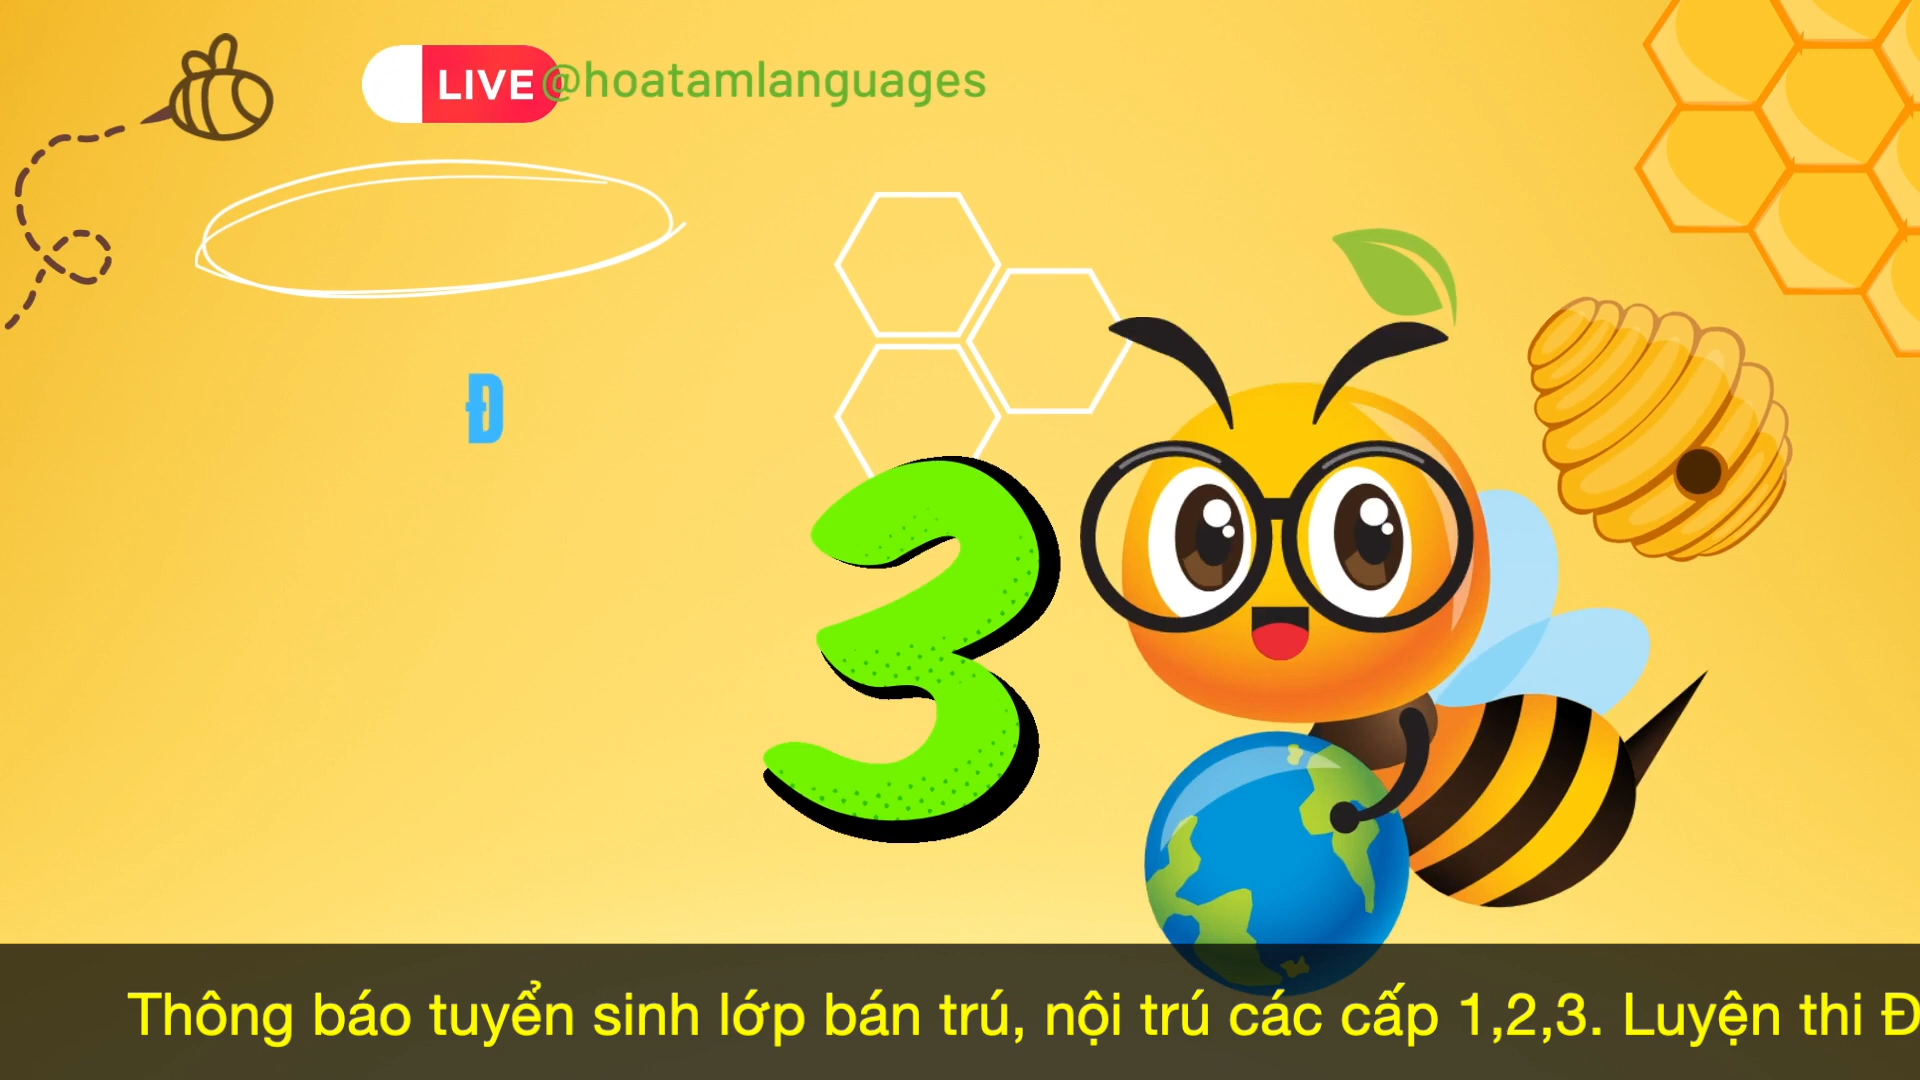 LIVE @hoatamlanguages
Đ
3
Thông báo tuyển sinh lớp bán trú, nội trú các cấp 1,2,3. Luyện thi Đ